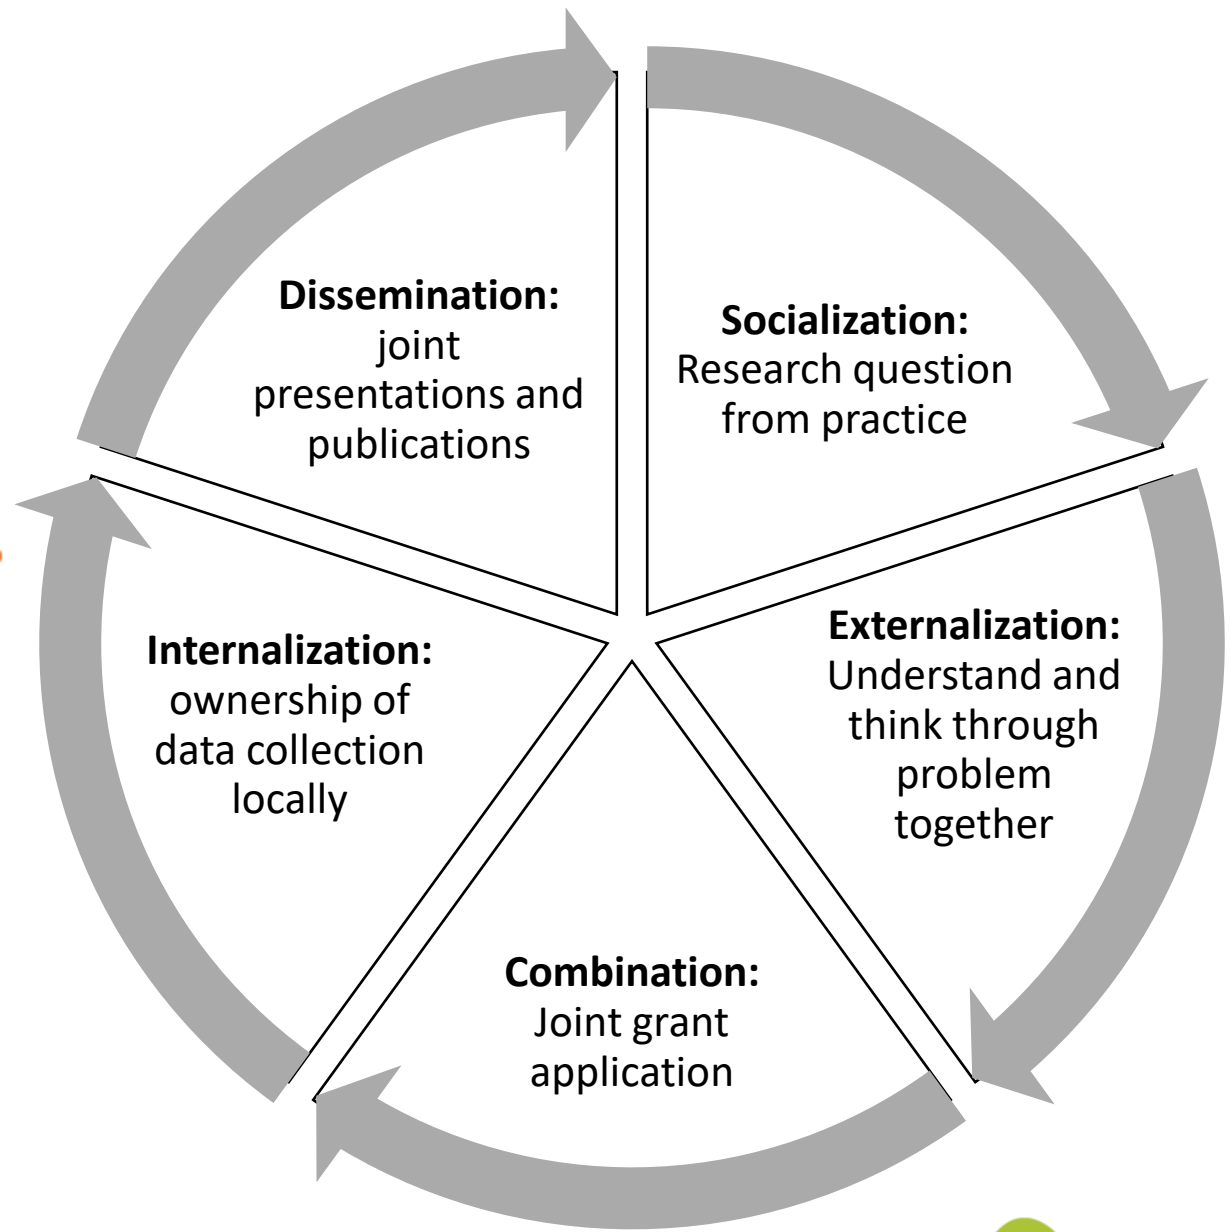 Socialization:
Research question
from practice
Externalization:
Understand and
think through
problem
together
Combination:
Joint grant
application
Internalization:
ownership of
data collection
locally
Dissemination:
joint
presentations and
publications